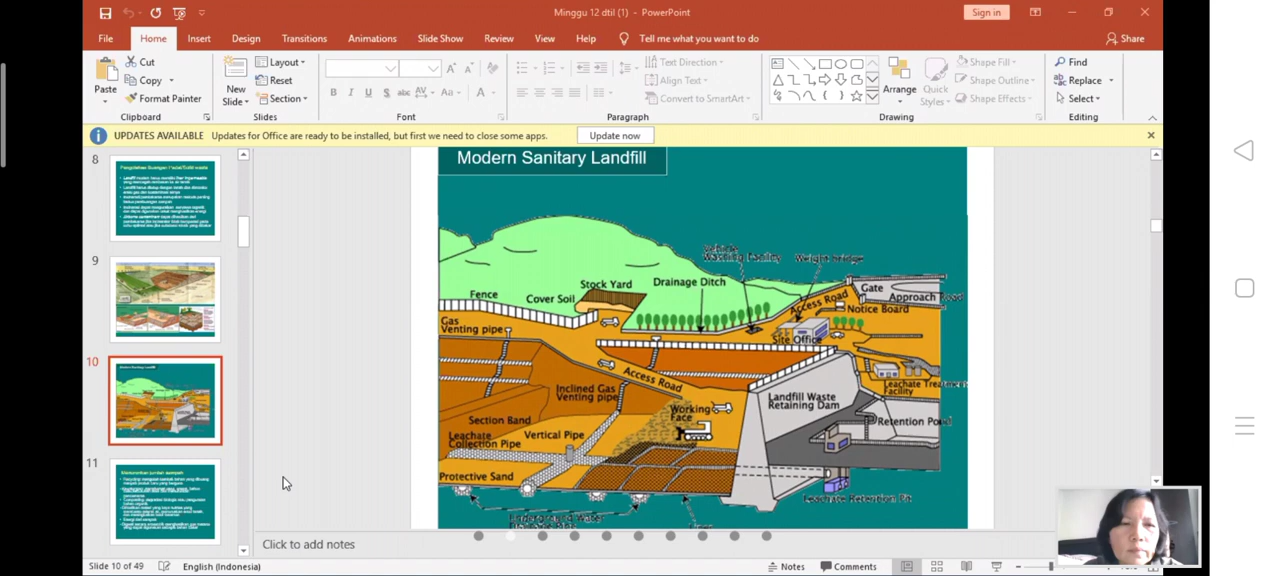 Minggu 12 dtil (1) - PowerPoint
Sign in
File Home Insert Design Transitions Animations Slide Show Review View Help Tell me what you want to do Share
Paste
Cut
Copy
Format Painter
Clipboard
New
Slide
Layout
Reset
Section
Slides
Font
Text Direction
Align Text
Convert to SmartArt
Paragraph
Arrange
Quick
Styles
Shape Fill
Shape Outline
Shape Effects
Drawing
Find
Replace
Select
Editing
UPDATES AVAILABLE Updates for Office are ready to be installed, but first we need to close some apps. Update now
8
9
10
11
Modern Sanitary Landfill
Vehicle
Washing Facility
Weight bridge
Stock Yard
Drainage Ditch
Fence
Cover Soil
Access Road
Gate
Approach Road
Notice Board
Gas
Venting pipe
Site Office
Access Road
Leachate Treatment
Facility
Inclined Gas
Venting pipe
Landfill Waste
Retaining Dam
Working
Face
Section Band
Retention Pond
Leachate
Collection Pipe
Vertical Pipe
Protective Sand
Leachate Retention Pit
Click to add notes
Slide 10 of 49 English (Indonesia) Notes Comments